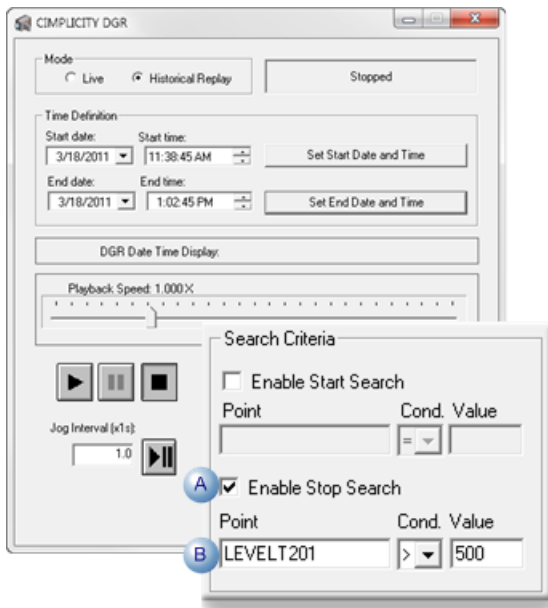 CIMPLICITY DGR
Mode
Live Historical Replay Stopped
Time Definition
Start date: Start time:
3/18/2011 11:38:45 AM Set Start Date and Time
End date: End time:
3/18/2011 1:02:45 PM Set End Date and Time
DGR Date Time Display:
Playback Speed: 1.000 X
Search Criteria
Enable Start Search
Point Cond. Value
=
Jog Interval (x1s):
1.0
A Enable Stop Search
Point Cond. Value
B LEVELT201 > 500